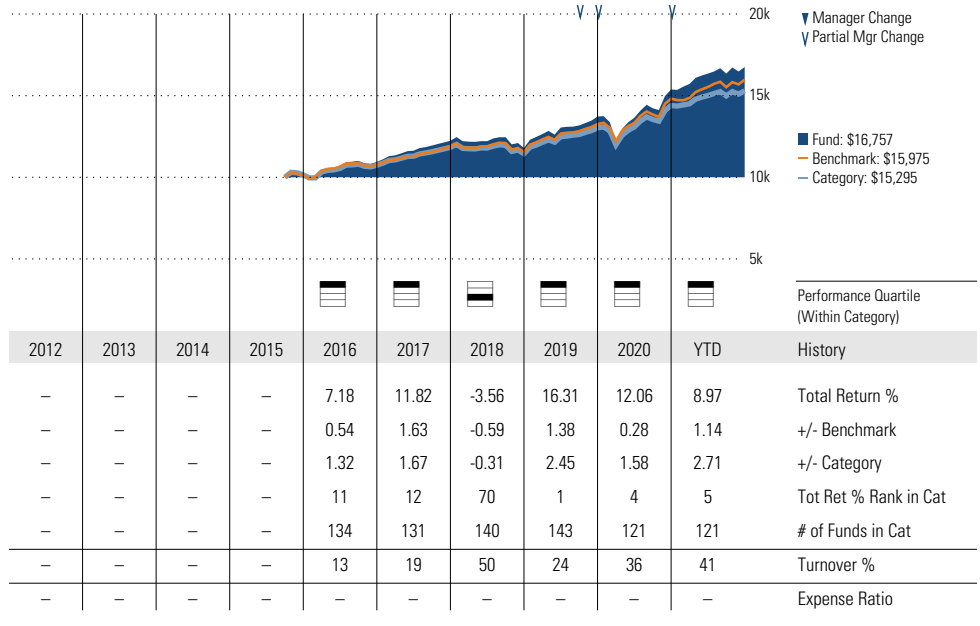 20k
Manager Change
Partial Mgr Change
15k
Fund: $16,757
Benchmark: $15,975
Category: $15,295
10k
5k
Performance Quartile
(Within Category)
2012 2013 2014 2015 2016 2017 2018 2019 2020 YTD History
– – – – 7.18 11.82 -3.56 16.31 12.06 8.97 Total Return %
– – – – 0.54 1.63 -0.59 1.38 0.28 1.14 +/- Benchmark
– – – – 1.32 1.67 -0.31 2.45 1.58 2.71 +/- Category
– – – – 11 12 70 1 4 5 Tot Ret % Rank in Cat
– – – – 134 131 140 143 121 121 # of Funds in Cat
– – – – 13 19 50 24 36 41 Turnover %
– – – – – – – – – – Expense Ratio